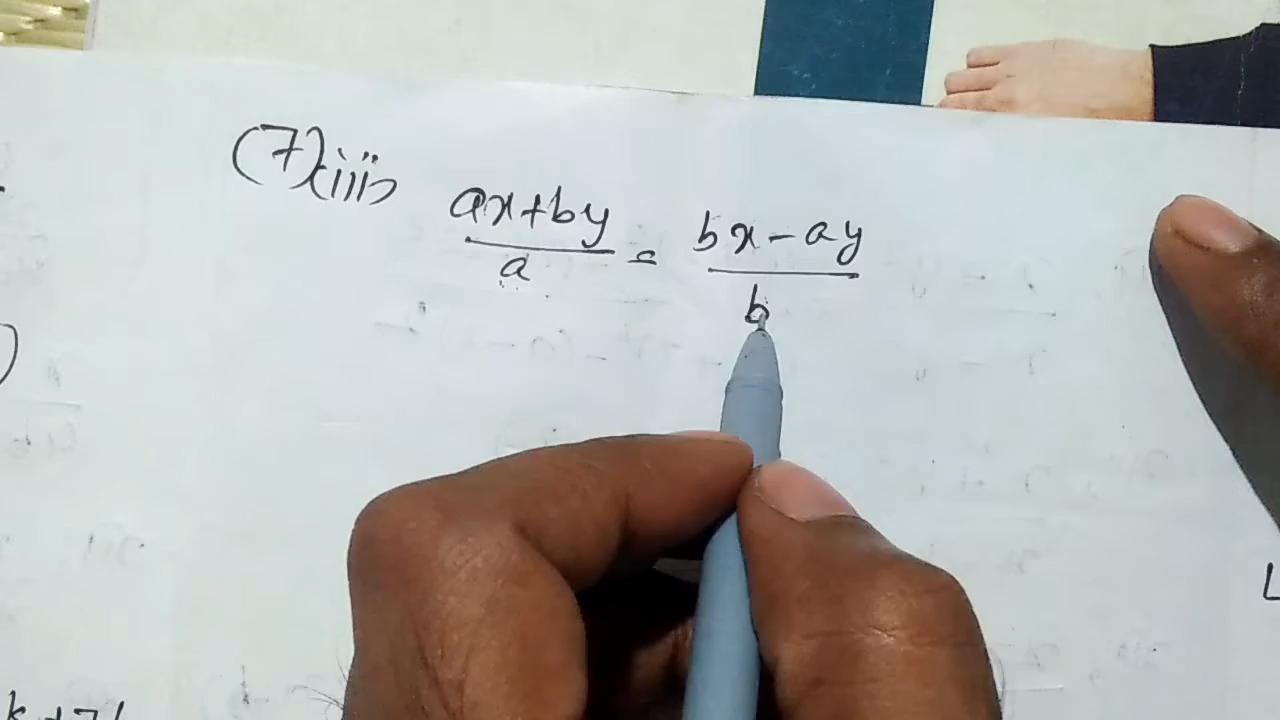 (7)(iii) ax+by/a = bx-ay/b